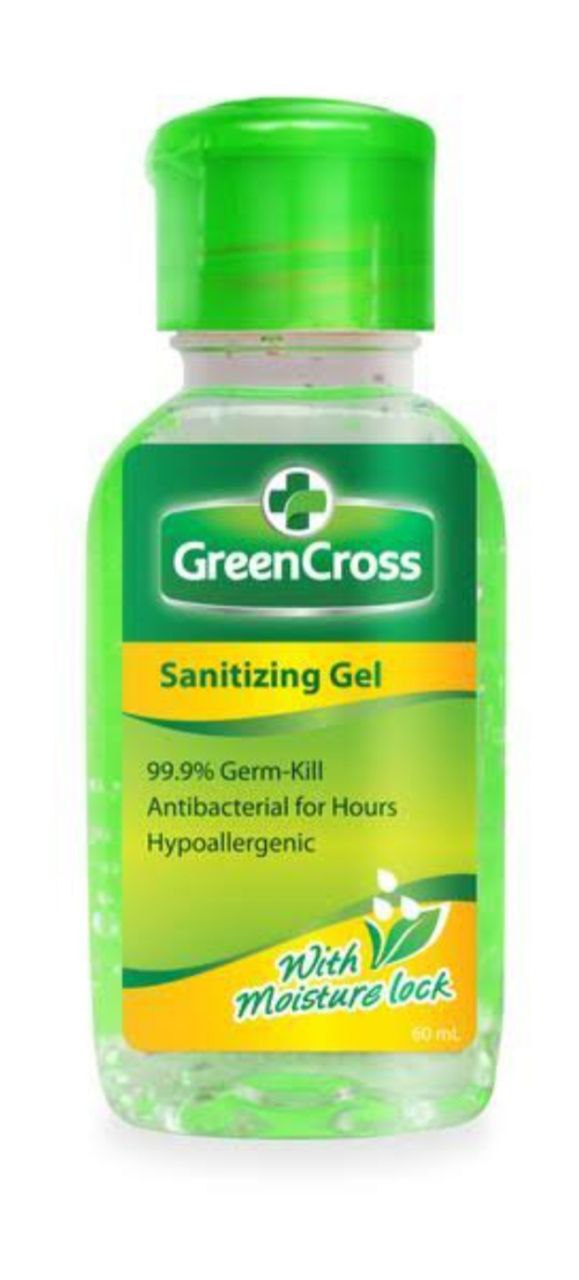 GreenCross
Sanitizing Gel
99.9% Germ-Kill
Antibacterial for Hours
Hypoallergenic
With
Moisture lock
60 mL